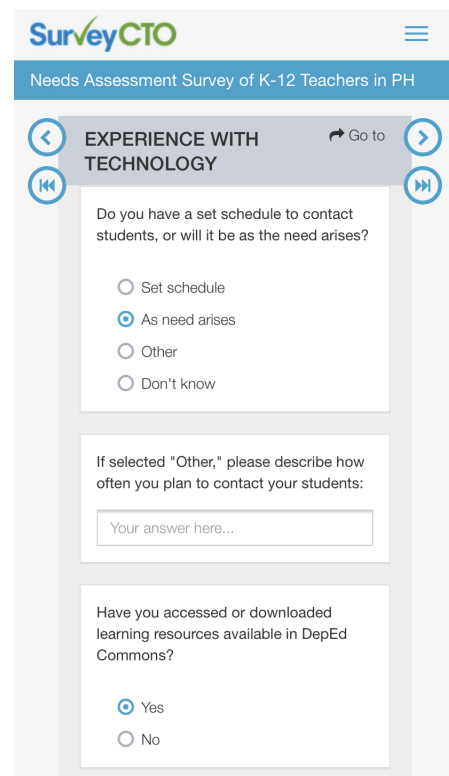 SurveyCTO
Needs Assessment Survey of K-12 Teachers in PH
EXPERIENCE WITH
TECHNOLOGY
Go to
Do you have a set schedule to contact
students, or will it be as the need arises?
Set schedule
As need arises
Other
Don't know
If selected "Other," please describe how
often you plan to contact your students:
Your answer here...
Have you accessed or downloaded
learning resources available in DepEd
Commons?
Yes
No